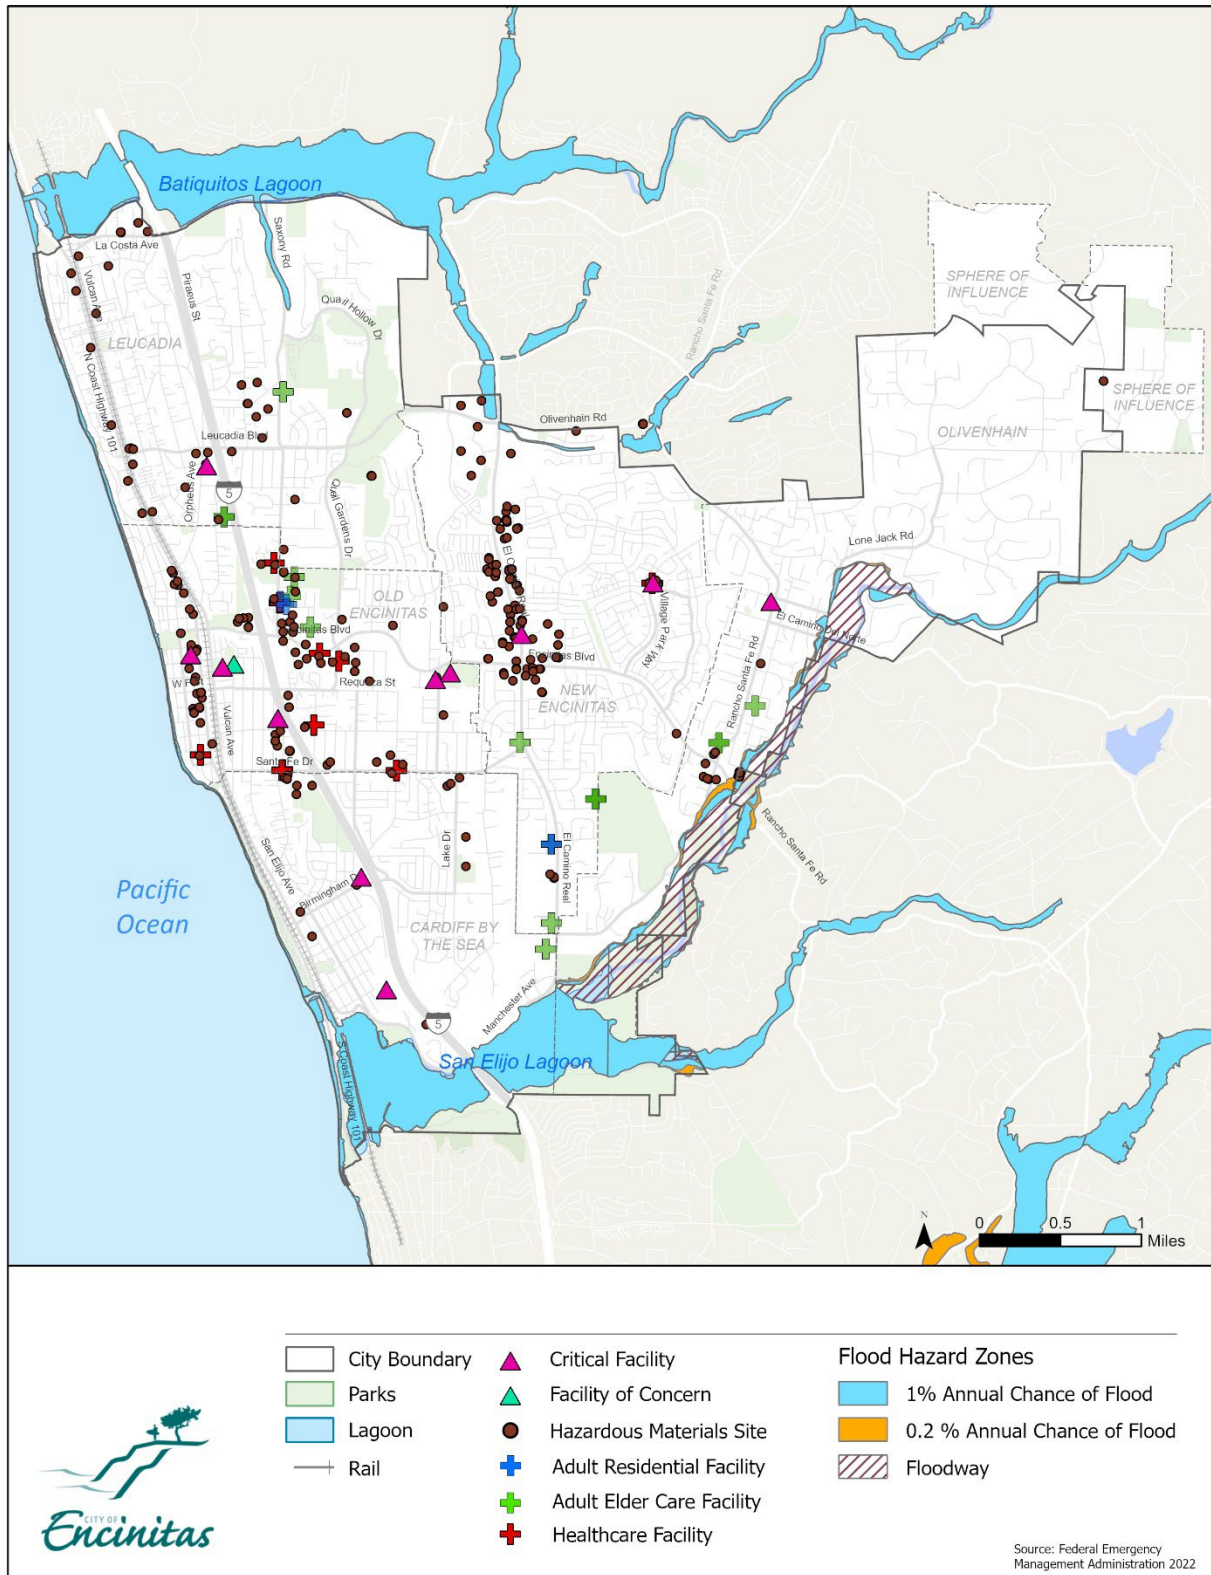 Batiquitos Lagoon
La Costa Ave
Saxony Rd
Piraeus St
Vulcan Ave
Quail Hollow Dr
LEUCADIA
N Coast Highway 101
Rancho Santa Fe Rd
SPHERE OF
INFLUENCE
SPHERE OF
INFLUENCE
Olivenhain Rd
OLIVENHAIN
Leucadia Blvd
Orpheus Ave
5
Quail Gardens Dr
Lone Jack Rd
El Camino Real
OLD
ENCINITAS
Encinitas Blvd
Village Park Way
El Camino Del Norte
Encinitas Blvd
Rancho Santa Fe Rd
Requeza St
NEW
ENCINITAS
Vulcan Ave
Santa Fe Dr
San Elijo Ave
Lake Dr
El Camino Real
Rancho Santa Fe Rd
Birmingham Dr
Pacific
Ocean
CARDIFF BY
THE SEA
Manchester Ave
5
San Elijo Lagoon
S Coast Highway 101
N
0 0.5 1
Miles
City Boundary
Parks
Lagoon
Rail
Critical Facility
Facility of Concern
Hazardous Materials Site
Adult Residential Facility
Adult Elder Care Facility
Healthcare Facility
Flood Hazard Zones
1% Annual Chance of Flood
0.2 % Annual Chance of Flood
Floodway
CITY OF
Encinitas
Source: Federal Emergency
Management Administration 2022